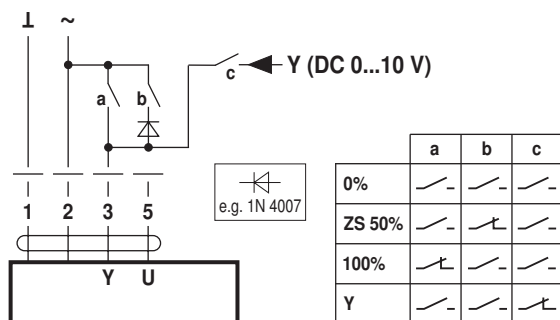 ⊥ ~
a b c Y (DC 0...10 V)
e.g. 1N 4007
1 2 3 5
Y U
a b c
0%
ZS 50%
100%
Y